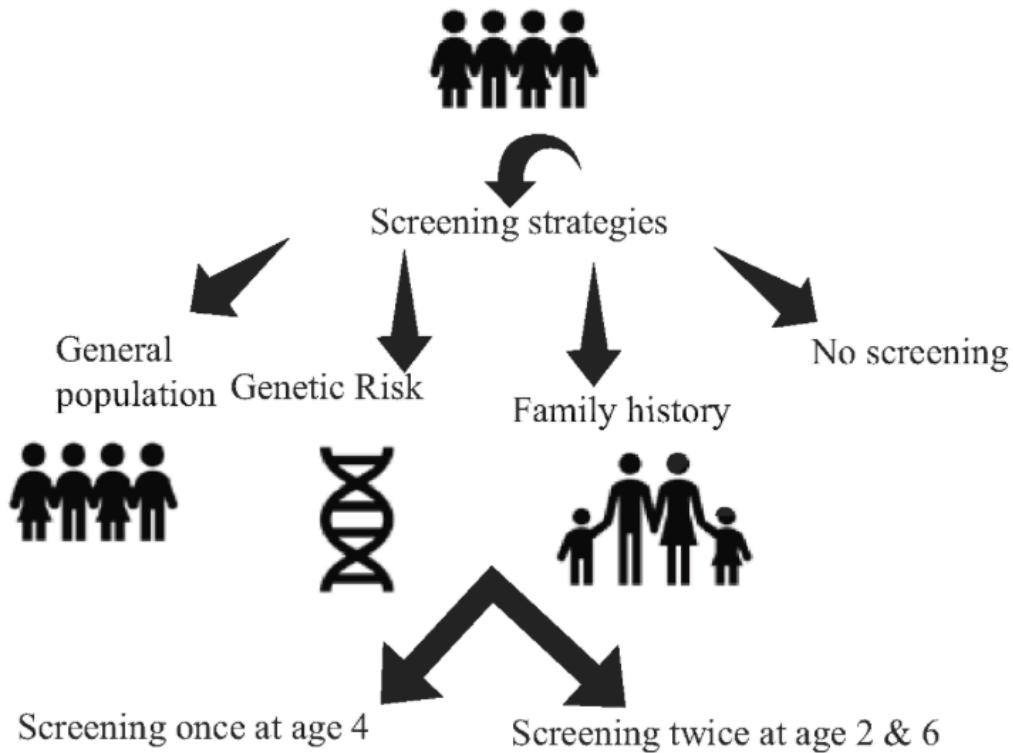 Screening strategies
General
population
Genetic Risk
Family history
No screening
Screening once at age 4
Screening twice at age 2 & 6